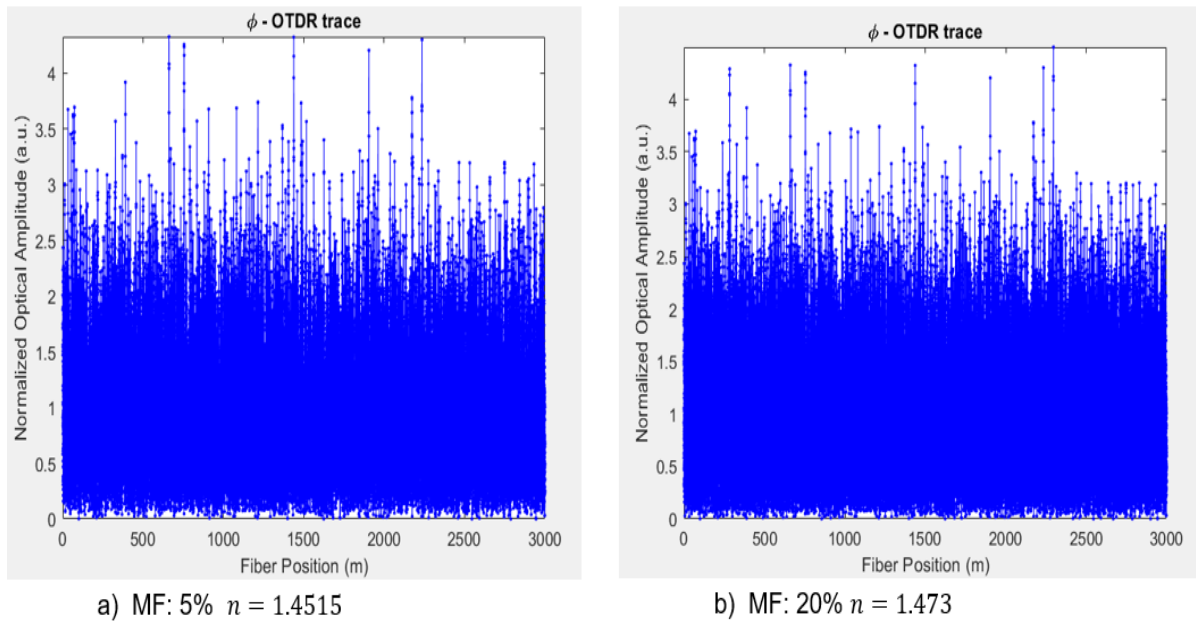 ϕ - OTDR trace
Normalized Optical Amplitude (a.u.)
4
3.5
3
2.5
2
1.5
1
0.5
0
0 500 1000 1500 2000 2500 3000
Fiber Position (m)
a) MF: 5% n = 1.4515
ϕ - OTDR trace
Normalized Optical Amplitude (a.u.)
4
3.5
3
2.5
2
1.5
1
0.5
0
0 500 1000 1500 2000 2500 3000
Fiber Position (m)
b) MF: 20% n = 1.473